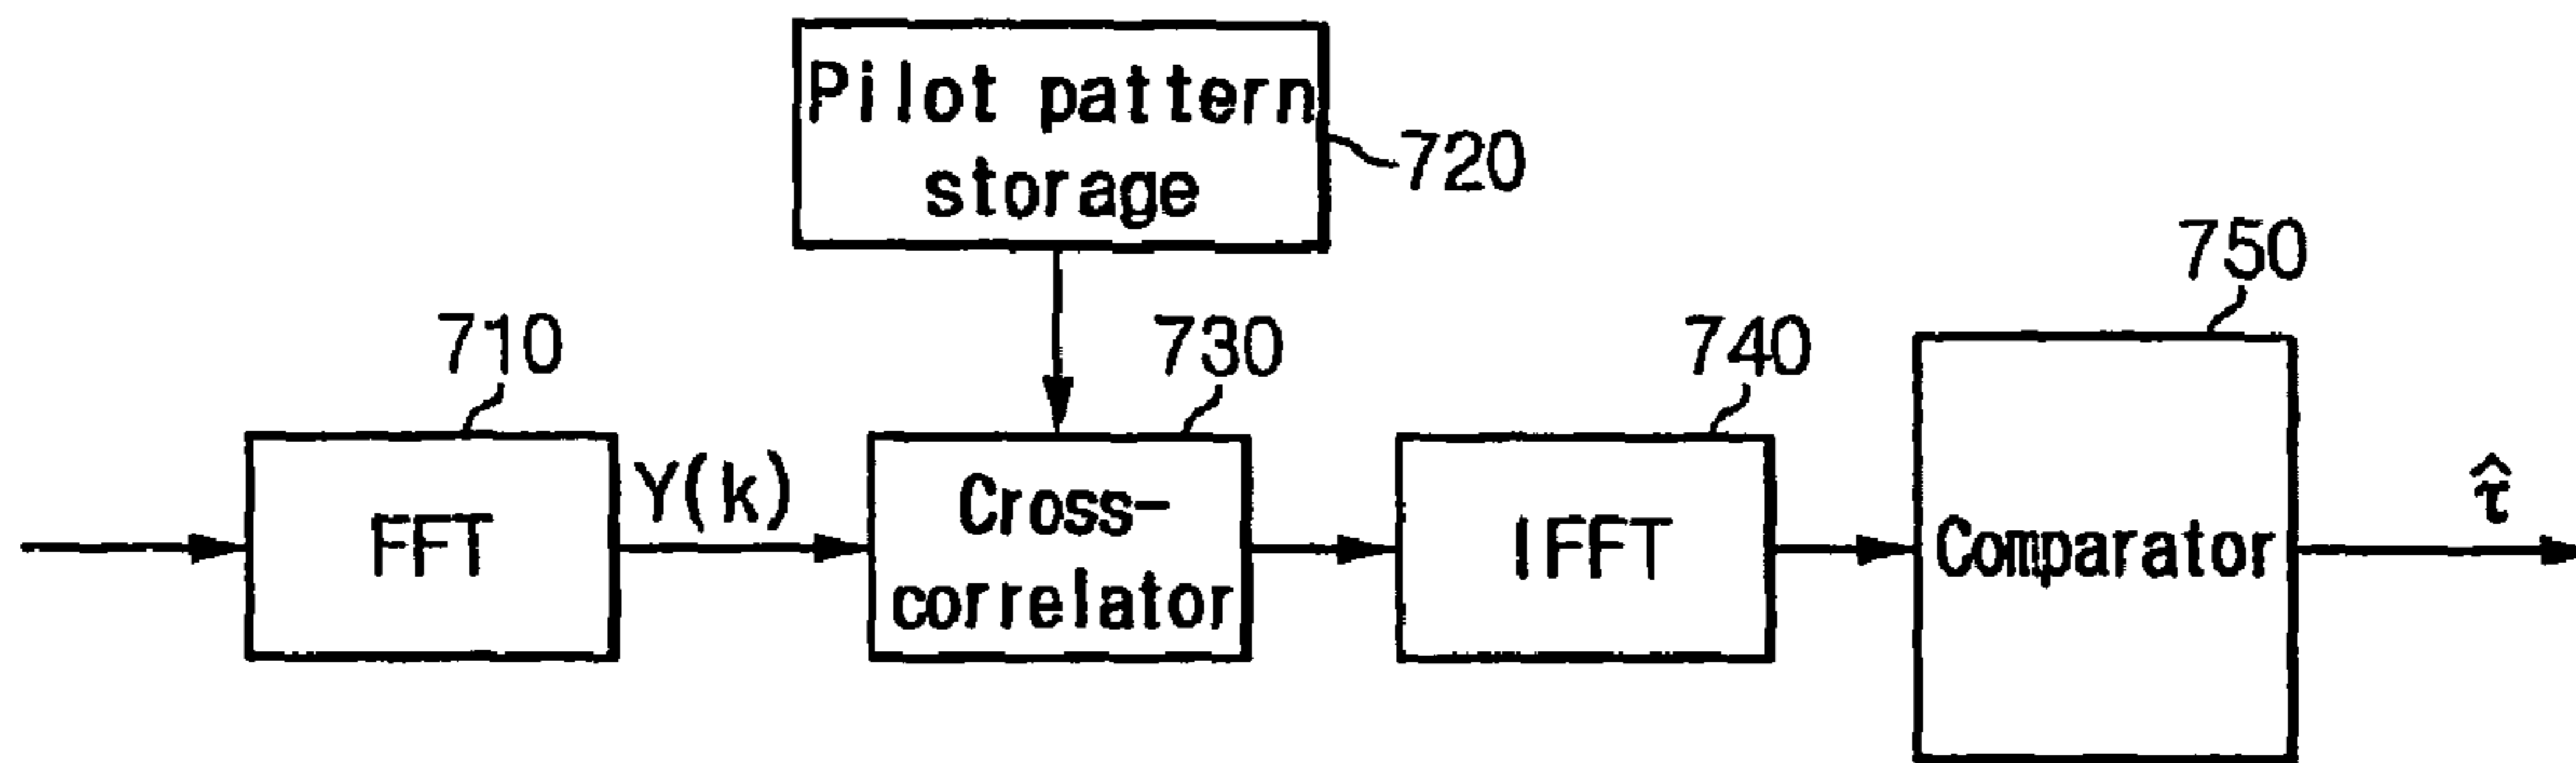 Pilot pattern
storage
720
750
710
730
740
Y(k)
FFT
Cross-
correlator
IFFT
Comparator
τ̂